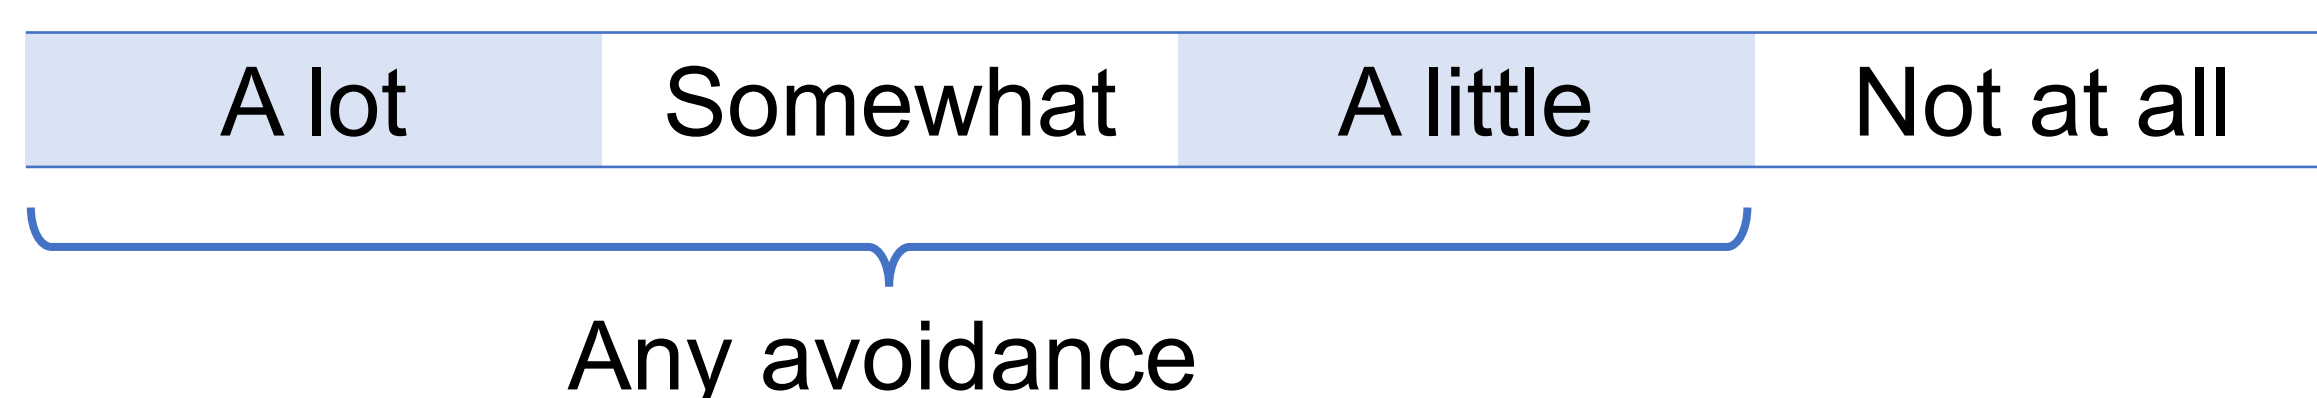 A lot Somewhat A little Not at all
Any avoidance